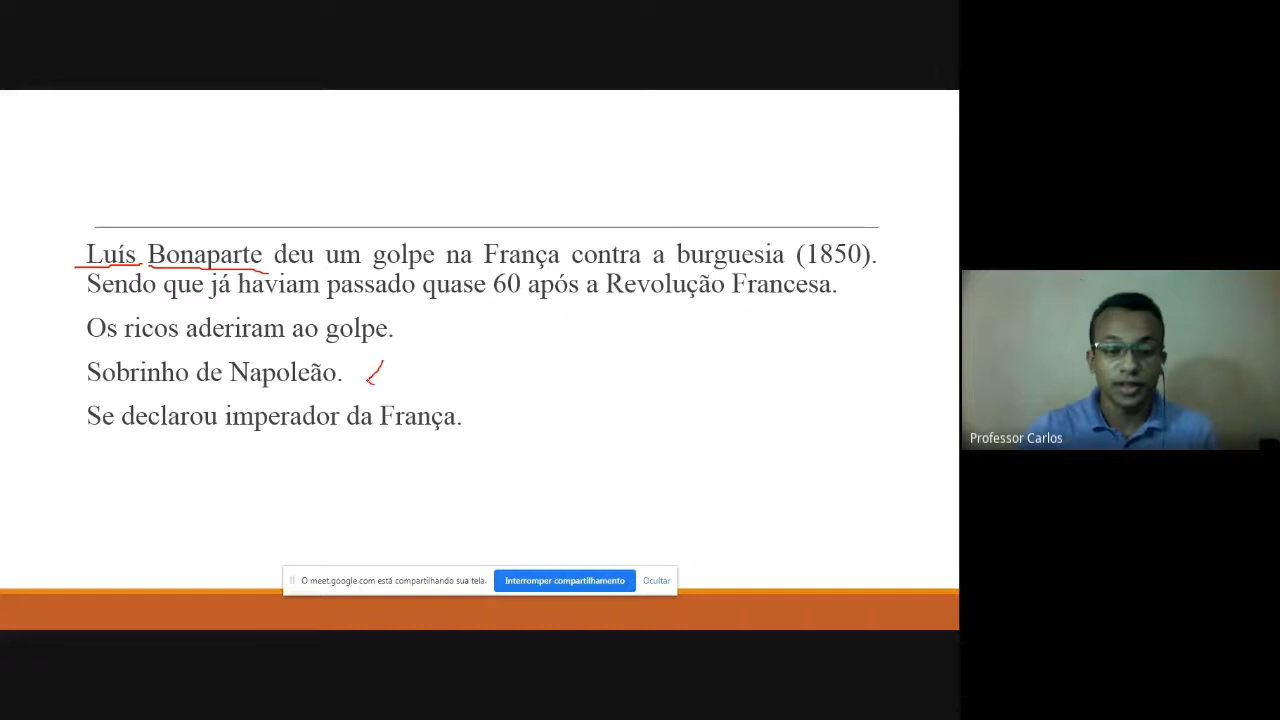 Luís Bonaparte deu um golpe na França contra a burguesia (1850).
Sendo que já haviam passado quase 60 após a Revolução Francesa.
Os ricos aderiram ao golpe.
Sobrinho de Napoleão.
Se declarou imperador da França.
Professor Carlos
O meet.google.com está compartilhando sua tela. Interromper compartilhamento Ocultar